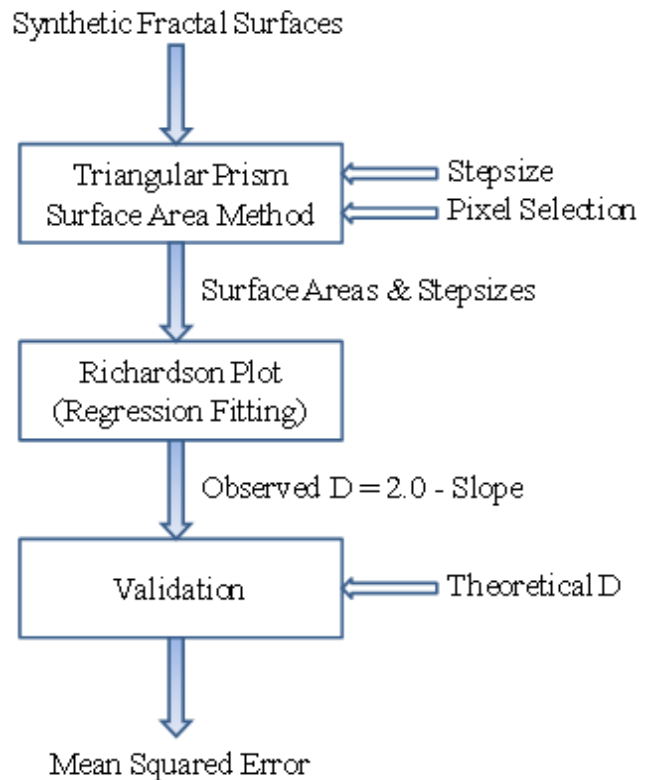 Synthetic Fractal Surfaces
Triangular Prism
Surface Area Method
Stepsize
Pixel Selection
Surface Areas & Stepsizes
Richardson Plot
(Regression Fitting)
Observed D = 2.0 - Slope
Validation
Theoretical D
Mean Squared Error